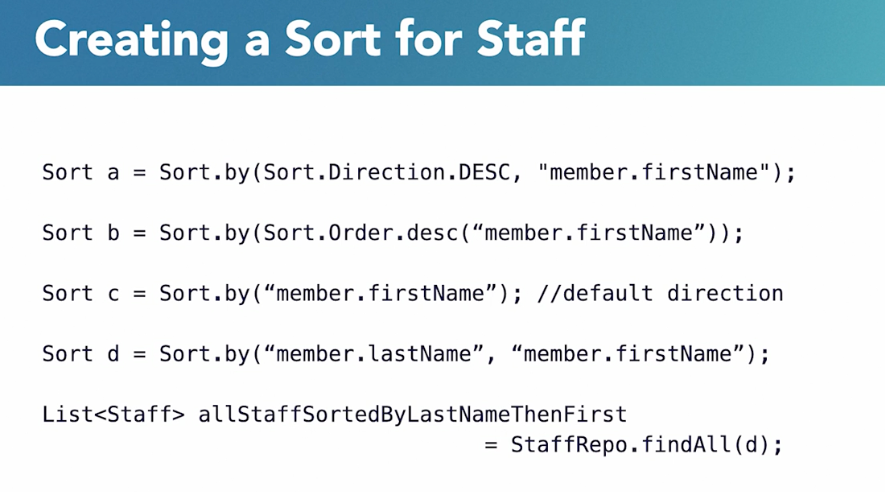 Creating a Sort for Staff
Sort a = Sort.by(Sort.Direction.DESC, "member.firstName");
Sort b = Sort.by(Sort.Order.desc(“member.firstName”));
Sort c = Sort.by(“member.firstName”); //default direction
Sort d = Sort.by(“member.lastName”, “member.firstName”);
List<Staff> allStaffSortedByLastNameThenFirst
= StaffRepo.findAll(d);